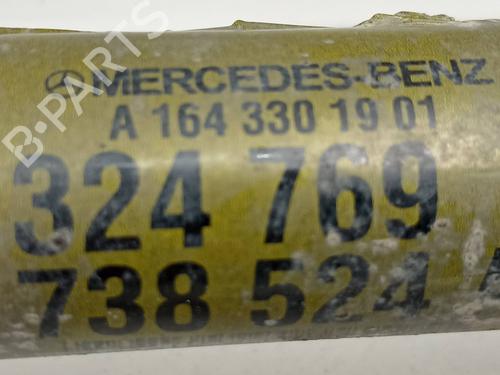 B-PARTS
MERCEDES-BENZ
A 164 330 19 01
324 769
738 524